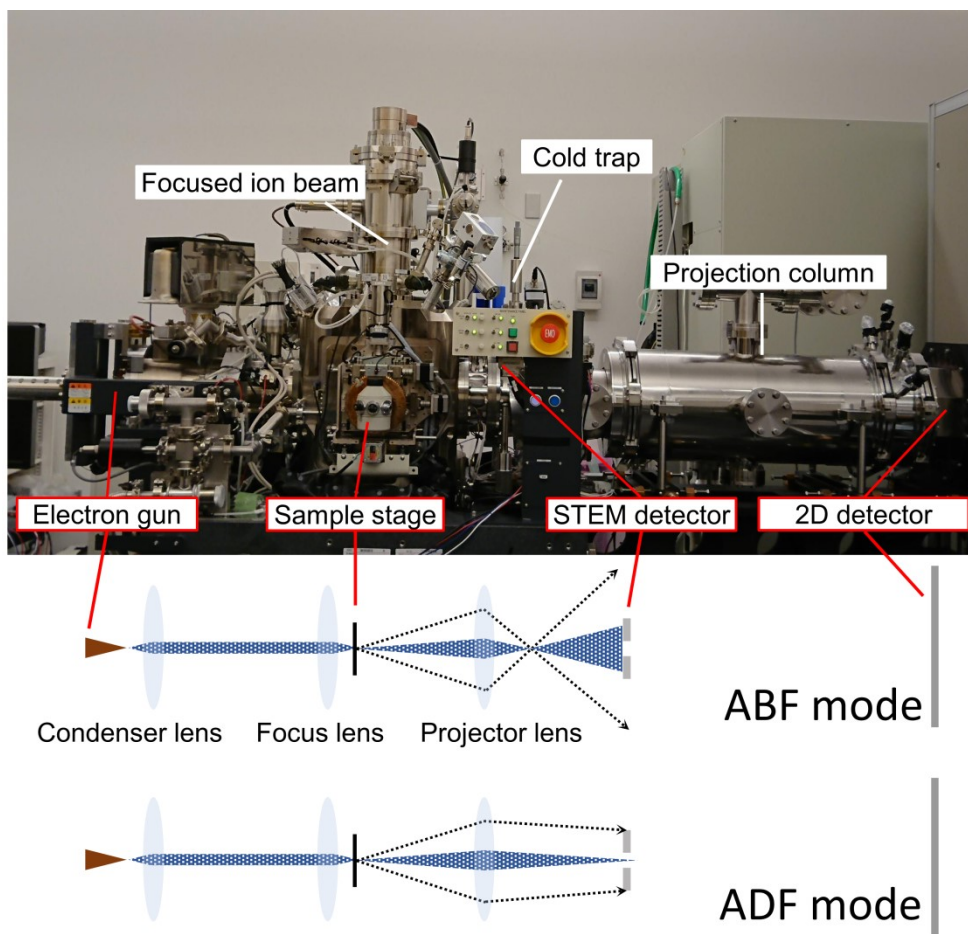 Cold trap
Focused ion beam
Projection column
EMO
Electron gun
Sample stage
STEM detector
2D detector
ABF mode
Condenser lens
Focus lens
Projector lens
ADF mode